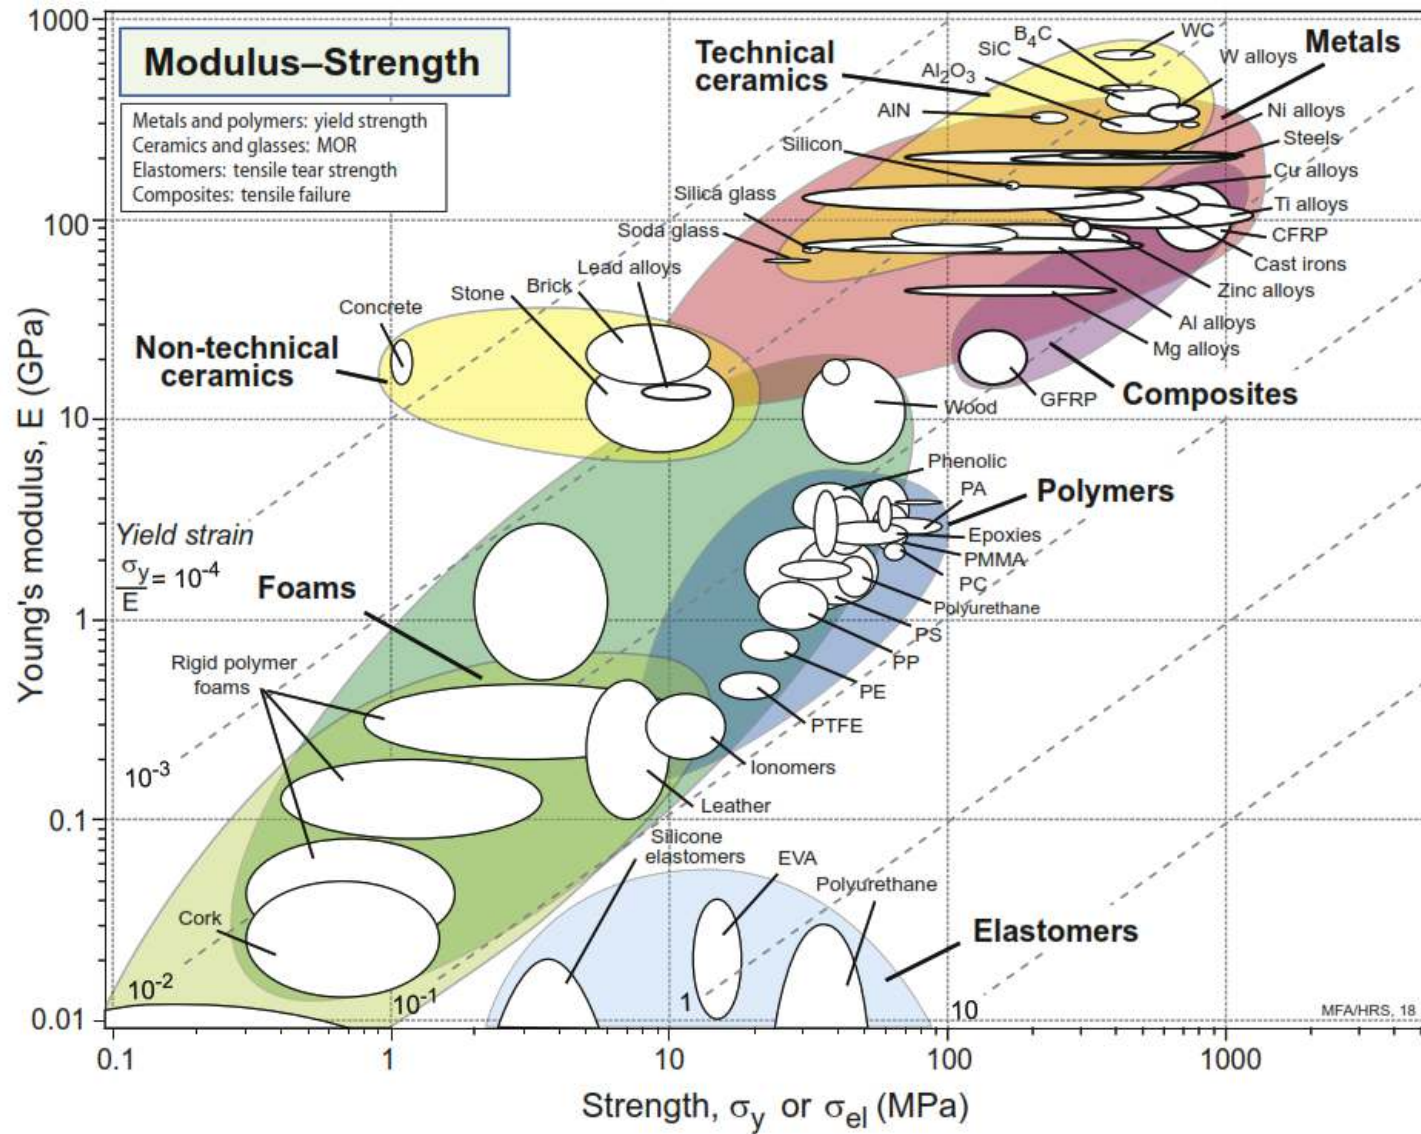 Modulus–Strength
Metals and polymers: yield strength
Ceramics and glasses: MOR
Elastomers: tensile tear strength
Composites: tensile failure
1000
100
10
1
0.1
0.01
Young's modulus, E (GPa)
Technical
ceramics
B4C
SiC
Al2O3
AlN
Silicon
Silica glass
Soda glass
WC
Metals
W alloys
Ni alloys
Steels
Cu alloys
Ti alloys
CFRP
Cast irons
Zinc alloys
Al alloys
Mg alloys
Composites
GFRP
Lead alloys
Brick
Stone
Concrete
Non-technical
ceramics
Wood
Phenolic
PA
Polymers
Epoxies
PMMA
PC
Polyurethane
PS
PP
PE
PTFE
Ionomers
Leather
Yield strain
σy
E = 10-4
Foams
Rigid polymer
foams
10-3
Cork
10-2
10-1
Silicone
elastomers
EVA
Polyurethane
Elastomers
1
10
MFA/HRS, 18
0.1
1
10
100
1000
Strength, σy or σel (MPa)